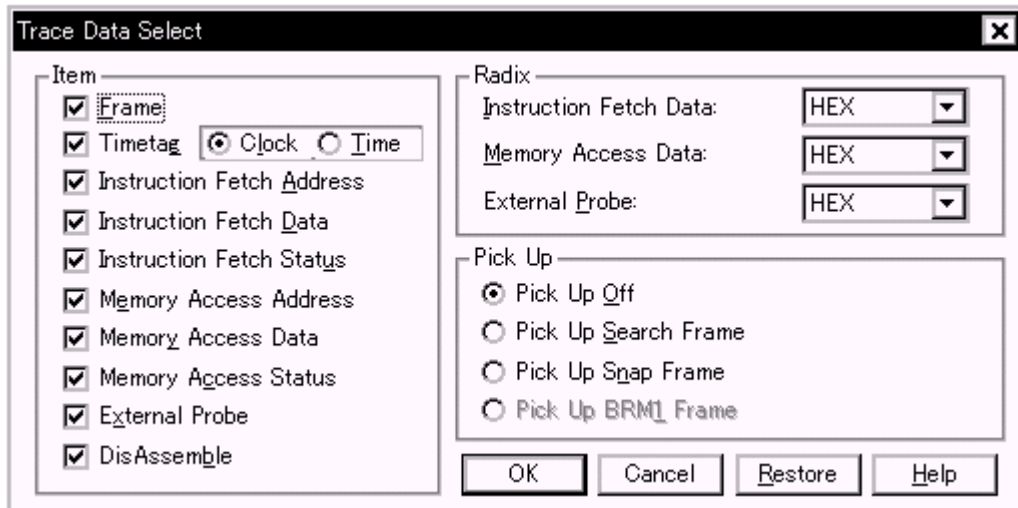 Trace Data Select
Item
Frame
Timetag Clock Time
Instruction Fetch Address
Instruction Fetch Data
Instruction Fetch Status
Memory Access Address
Memory Access Data
Memory Access Status
External Probe
DisAssemble
Radix
Instruction Fetch Data: HEX
Memory Access Data: HEX
External Probe: HEX
Pick Up
Pick Up Off
Pick Up Search Frame
Pick Up Snap Frame
Pick Up BRM1 Frame
OK Cancel Restore Help